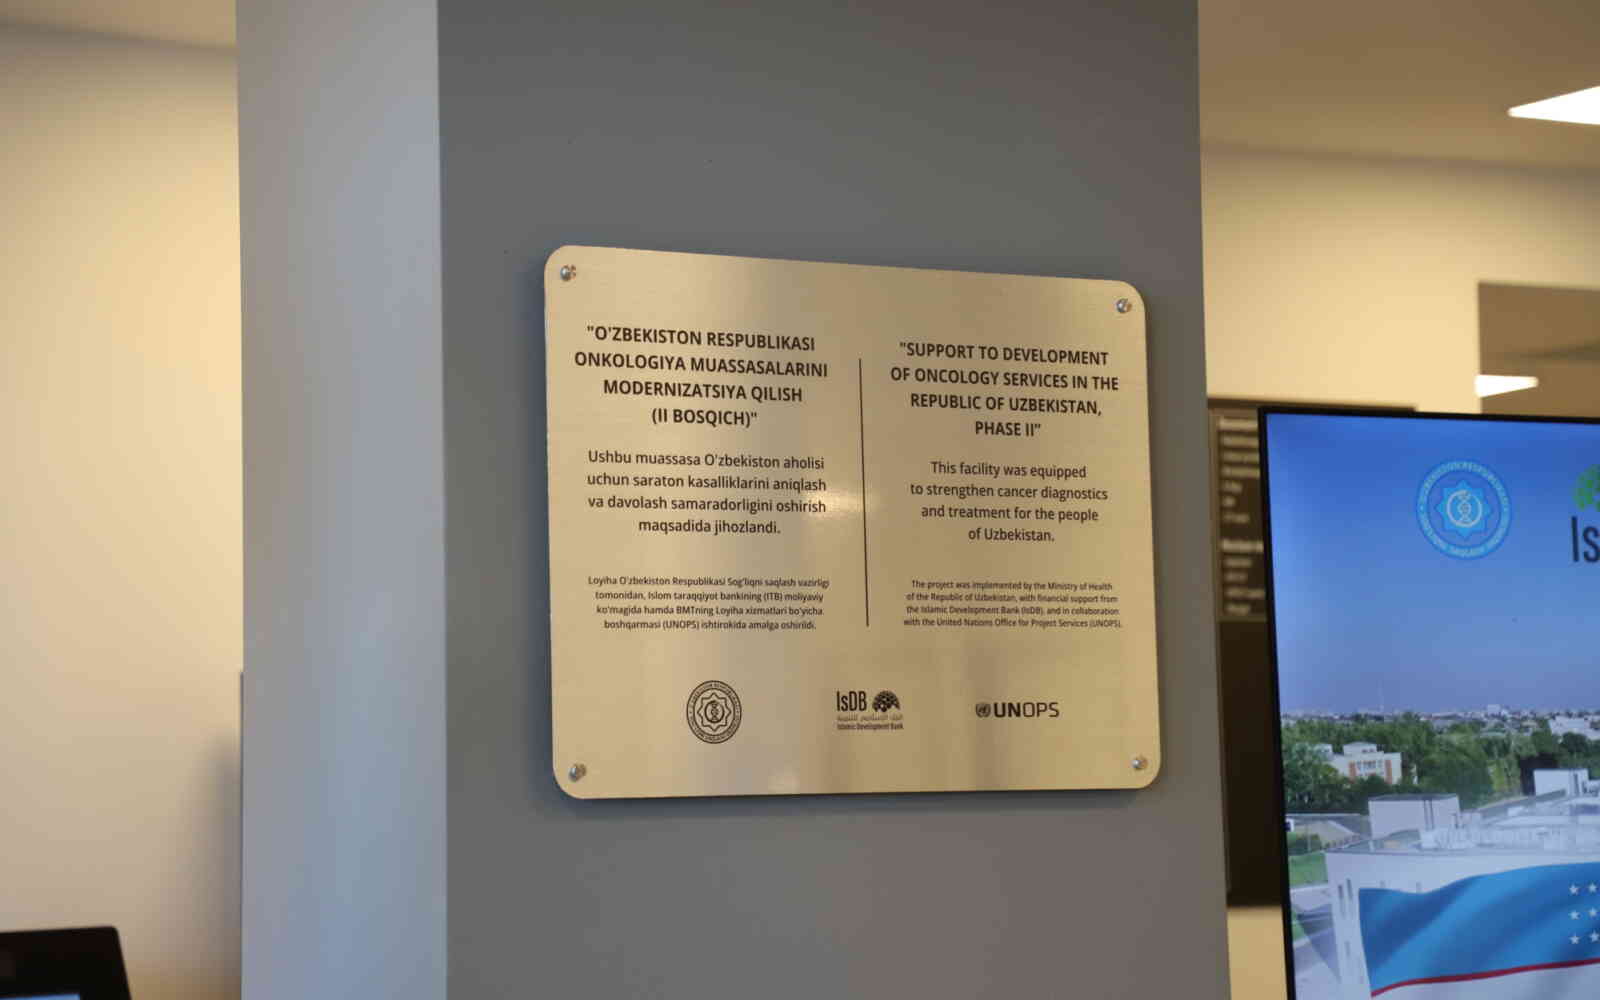 "O'ZBEKISTON RESPUBLIKASI
ONKOLOGIYA MUASSASALARINI
MODERNIZATSIYA QILISH
(II BOSQICH)"
Ushbu muassasa O'zbekiston aholisi
uchun saraton kasalliklarini aniqlash
va davolash samaradorligini oshirish
maqsadida jihozlandi.
Loyiha O'zbekiston Respublikasi Sog'liqni saqlash vazirligi
tomonidan, Islom taraqqiyot bankining (ITB) moliyaviy
ko'magida hamda BMTning Loyiha xizmatlari bo'yicha
boshqarmasi (UNOPS) ishtirokida amalga oshirildi.
"SUPPORT TO DEVELOPMENT
OF ONCOLOGY SERVICES IN THE
REPUBLIC OF UZBEKISTAN,
PHASE II"
This facility was equipped
to strengthen cancer diagnostics
and treatment for the people
of Uzbekistan.
The project was implemented by the Ministry of Health
of the Republic of Uzbekistan, with financial support from
the Islamic Development Bank (IsDB), and in collaboration
with the United Nations Office for Project Services (UNOPS).
IsDB
Islamic Development Bank
UNOPS
Is